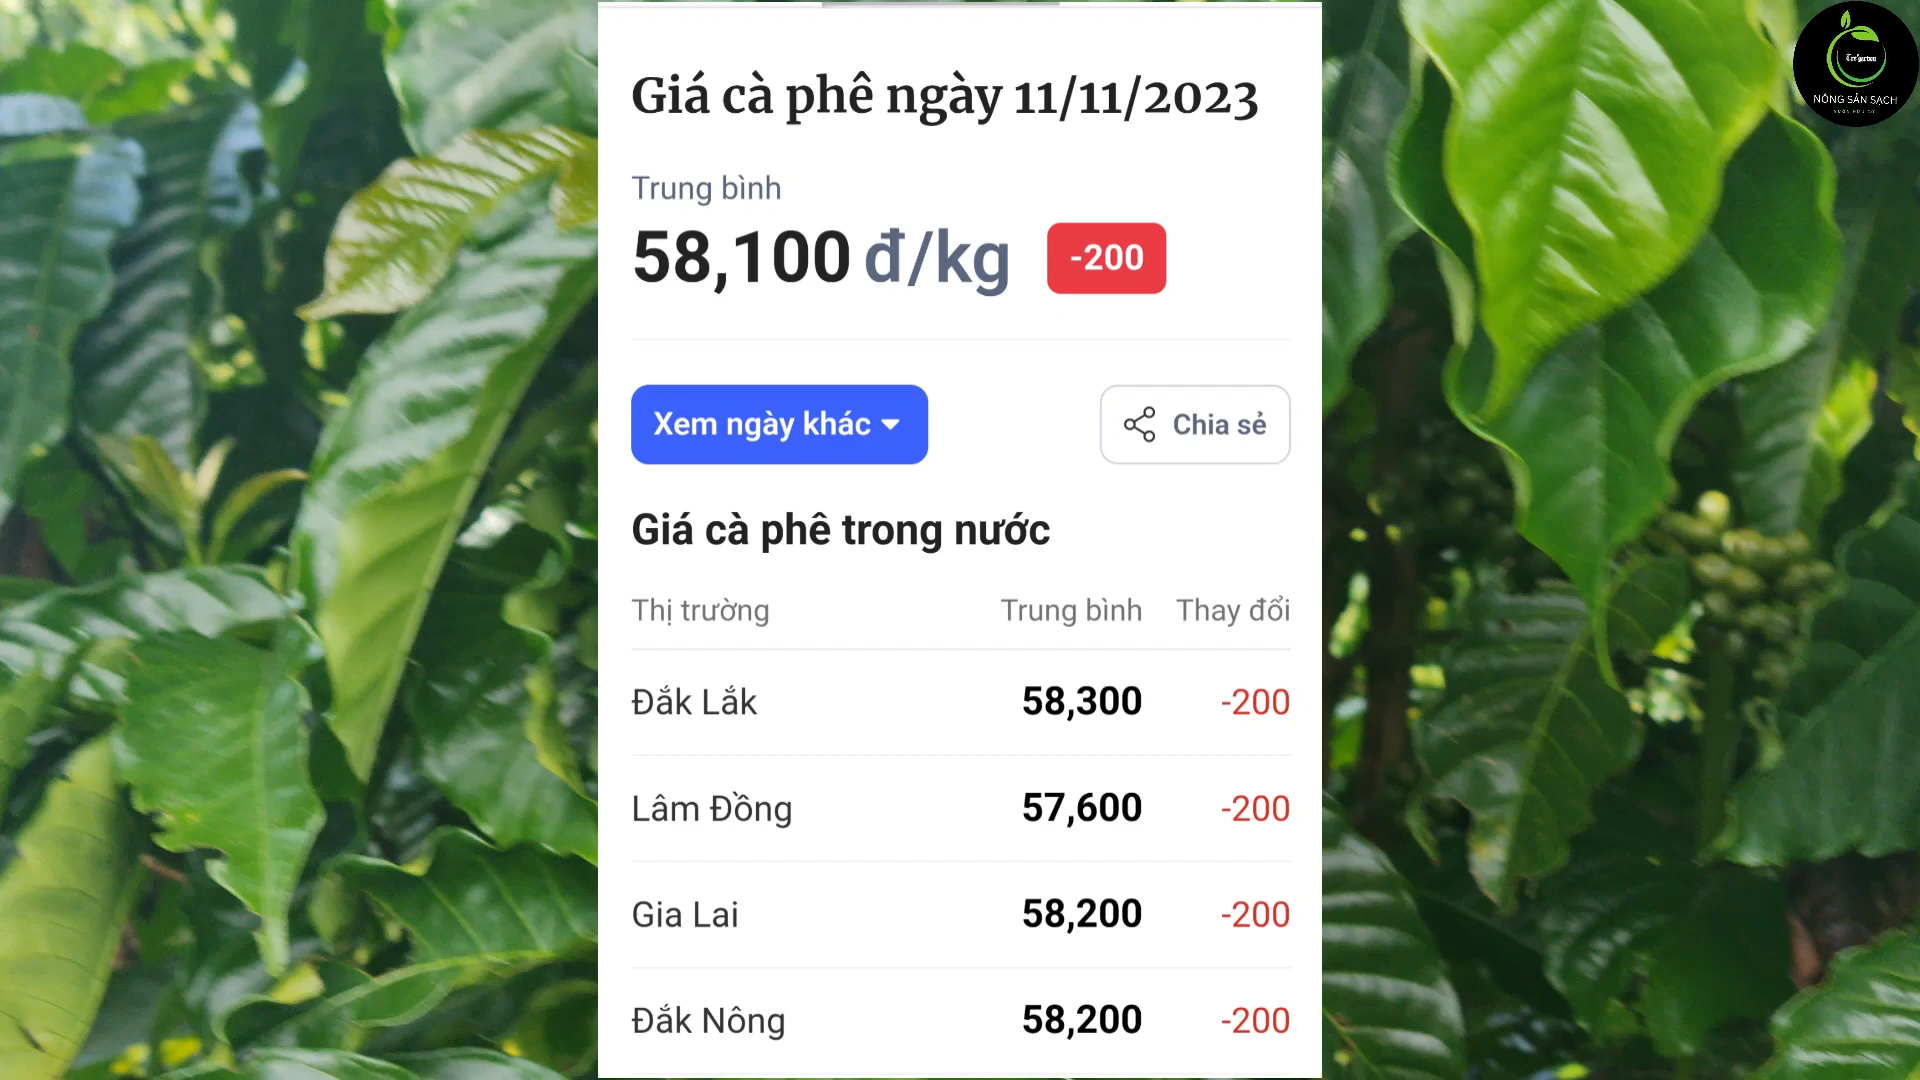 Giá cà phê ngày 11/11/2023
Trung bình
58,100 đ/kg -200
Xem ngày khác
Chia sẻ
Giá cà phê trong nước
Thị trường Trung bình Thay đổi
Đắk Lắk 58,300 -200
Lâm Đồng 57,600 -200
Gia Lai 58,200 -200
Đắk Nông 58,200 -200
NÔNG SẢN SẠCH